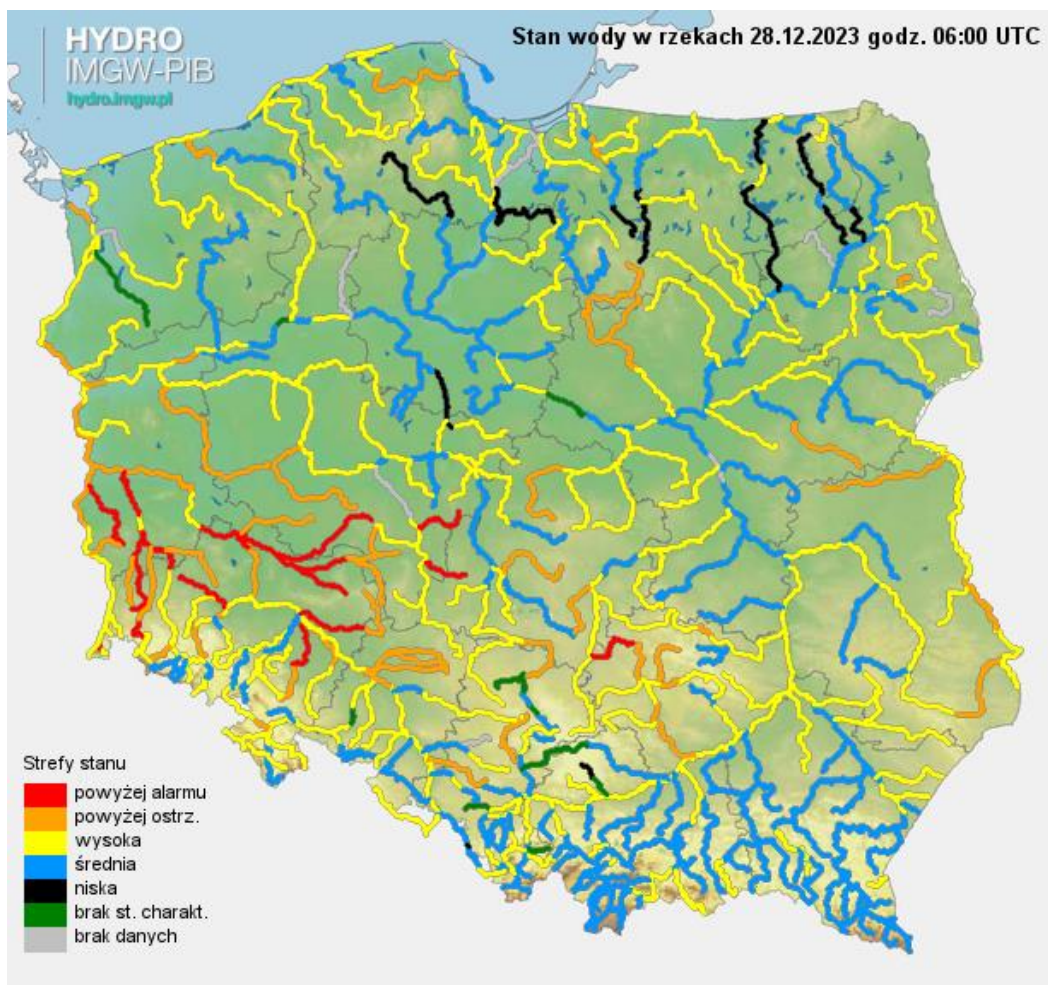 HYDRO
IMGW-PIB
hydro.imgw.pl
Stan wody w rzekach 28.12.2023 godz. 06:00 UTC
Strefy stanu
powyżej alarmu
powyżej ostrz.
wysoka
średnia
niska
brak st. charakt.
brak danych